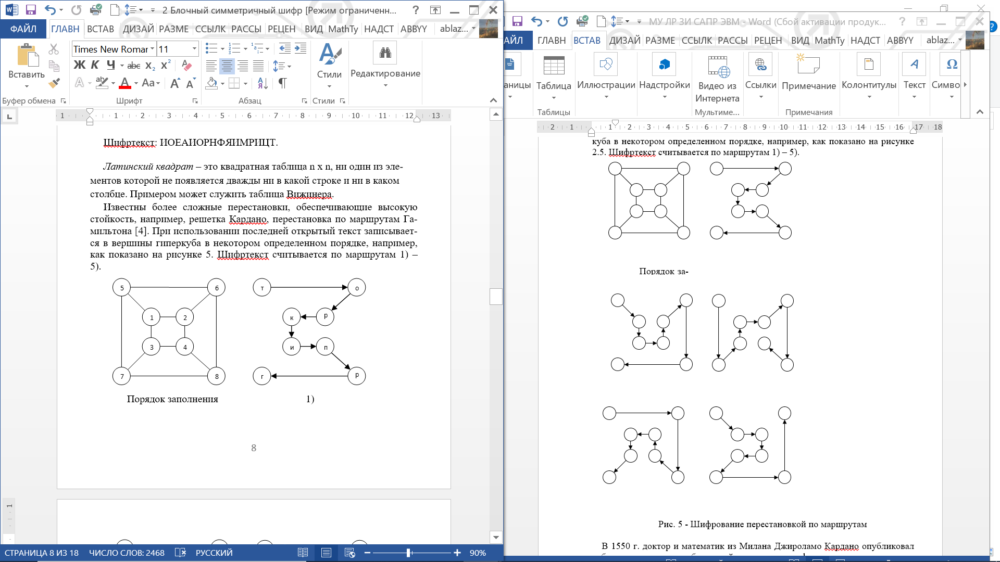 2 Блочный симметричный шифр [Режим ограниченн...
ФАЙЛ ГЛАВН ВСТАВ ДИЗАЙ РАЗМЕ ССЫЛК РАССЫ РЕЦЕН ВИД MathTy НАДСТ ABBYY ablaz...
Вставить
Times New Romar 11
Ж К Ч abc x₂ x²
А ab А Aa А А
Стили
Редактирование
Буфер обмена Шрифт Абзац Стили
1 1 2 3 4 5 6 7 8 9 10 11 12 13
Шифртекст: ИОЕАИОРНФЯИМРИЦТ.
Латинский квадрат – это квадратная таблица n x n, ни один из эле-
ментов которой не появляется дважды ни в какой строке и ни в каком
столбце. Примером может служить таблица Вижинера.
Известны более сложные перестановки, обеспечивающие высокую
стойкость, например, решетка Кардано, перестановка по маршрутам Га-
мильтона [4]. При использовании последней открытый текст записывает-
ся в вершины гиперкуба в некотором определенном порядке, например,
как показано на рисунке 5. Шифртекст считывается по маршрутам 1) –
5).
5 6 т о
1 2 к р
3 4 и п
7 8 г р
Порядок заполнения 1)
8
1
СТРАНИЦА 8 ИЗ 18 ЧИСЛО СЛОВ: 2468 РУССКИЙ 90%
МУ ЛР ЗИ САПР ЭВМ - Word (Сбой активации продук...
АЙЛ ГЛАВН ВСТАВ ДИЗАЙ РАЗМЕ ССЫЛК РАССЫ РЕЦЕН ВИД MathTy НАДСТ ABBYY ablaz...
аницы Таблица Иллюстрации Надстройки Видео из Интернета Ссылки Примечание Колонтитулы Текст Симво
Таблицы Мультиме... Примечания
2 1 1 2 3 4 5 6 7 8 9 10 11 12 13 14 15 16 17 18
куба в некотором определенном порядке, например, как показано на рисунке
2.5. Шифртекст считывается по маршрутам 1) – 5).
Порядок за-
Рис. 5 - Шифрование перестановкой по маршрутам
В 1550 г. доктор и математик из Милана Джироламо Кардано опубликовал